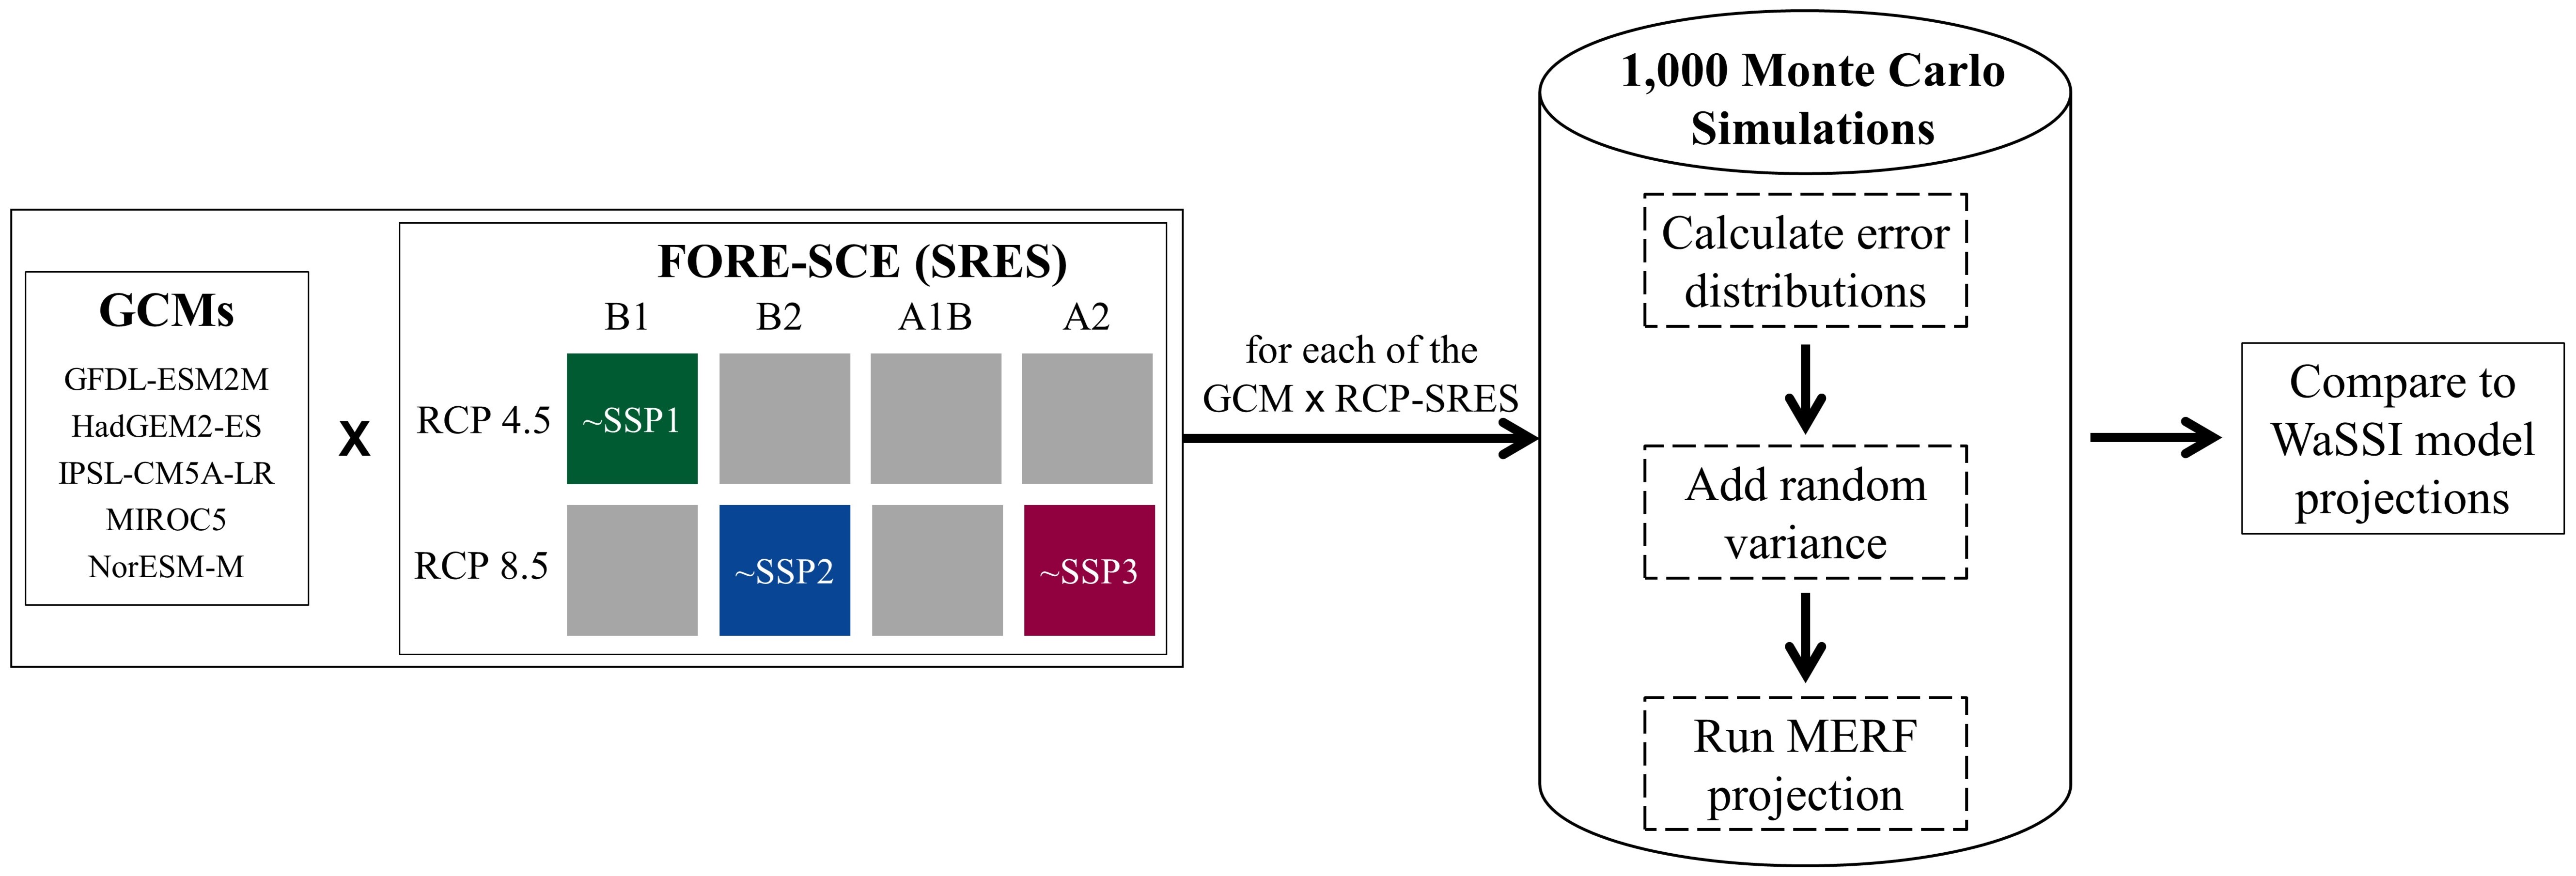 GCMs
GFDL-ESM2M
HadGEM2-ES
IPSL-CM5A-LR
MIROC5
NorESM-M
x
FORE-SCE (SRES)
B1 B2 A1B A2
RCP 4.5 ~SSP1
RCP 8.5 ~SSP2 ~SSP3
for each of the
GCM x RCP-SRES
1,000 Monte Carlo
Simulations
Calculate error
distributions
Add random
variance
Run MERF
projection
Compare to
WaSSI model
projections